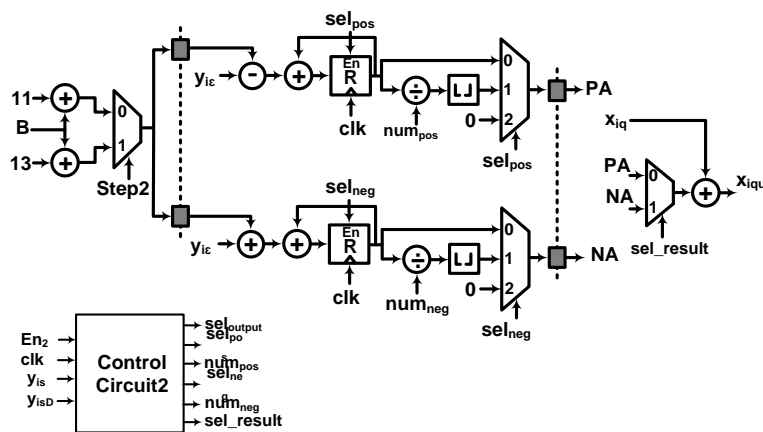 sel_pos
11
B
13
+
+
0
1
Step2
y_iε
-
+
En
R
clk
÷
num_pos
0
1
0
2
sel_pos
PA
x_iq
PA
NA
0
1
+
x_iqu
sel_result
sel_neg
y_iε
+
+
En
R
clk
÷
num_neg
0
1
0
2
sel_neg
NA
En_2
clk
y_is
y_isD
Control
Circuit2
sel_output
sel_po
s
num_pos
sel_ne
g
num_neg
sel_result